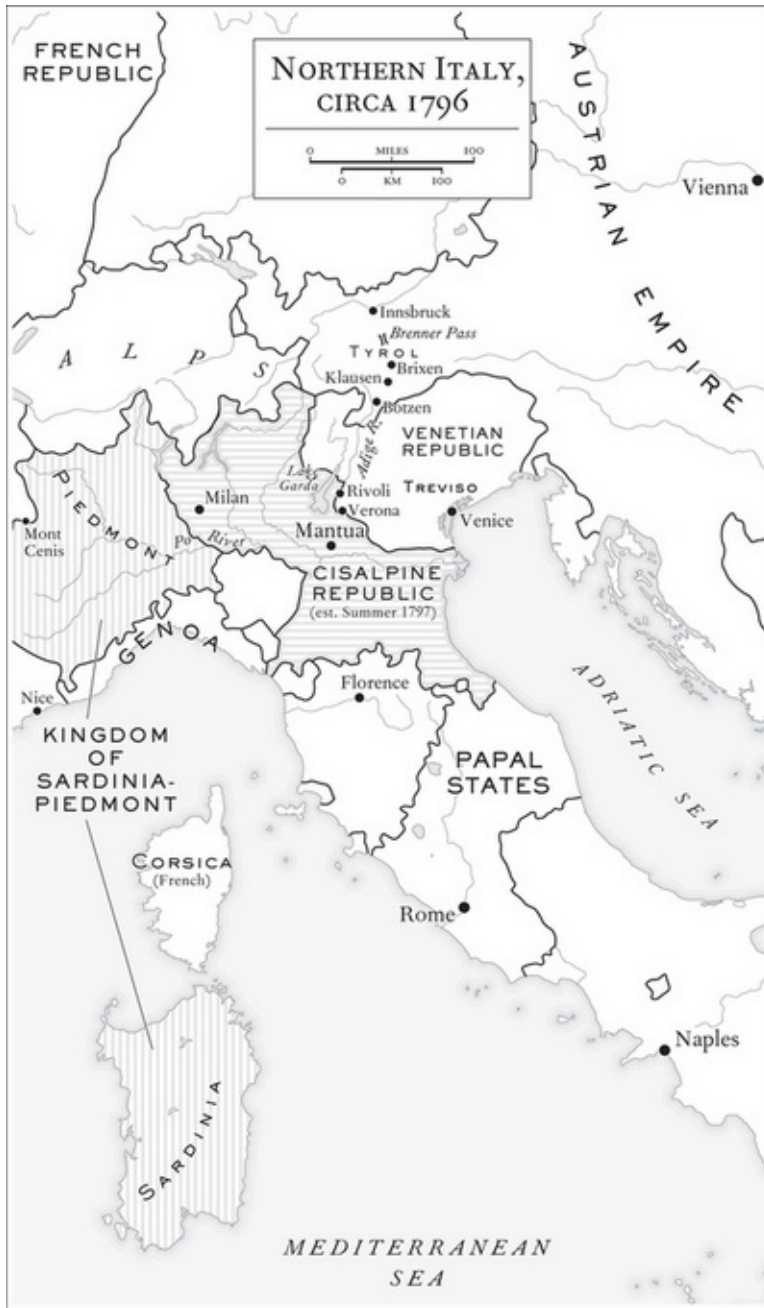 FRENCH
REPUBLIC
NORTHERN ITALY,
CIRCA 1796
0 MILES 100
0 KM 100
AUSTRIAN EMPIRE
Vienna
Innsbruck
Brenner Pass
TYROL
Brixen
Klausen
Botzen
ALPS
Adige R.
VENETIAN
REPUBLIC
TREVISO
Lake
Garda
Rivoli
Verona
Venice
Milan
Mantua
PIEDMONT
Mont
Cenis
Po River
CISALPINE
REPUBLIC
(est. Summer 1797)
GENOA
Nice
Florence
KINGDOM
OF
SARDINIA-
PIEDMONT
PAPAL
STATES
ADRIATIC SEA
CORSICA
(French)
Rome
Naples
SARDINIA
MEDITERRANEAN
SEA